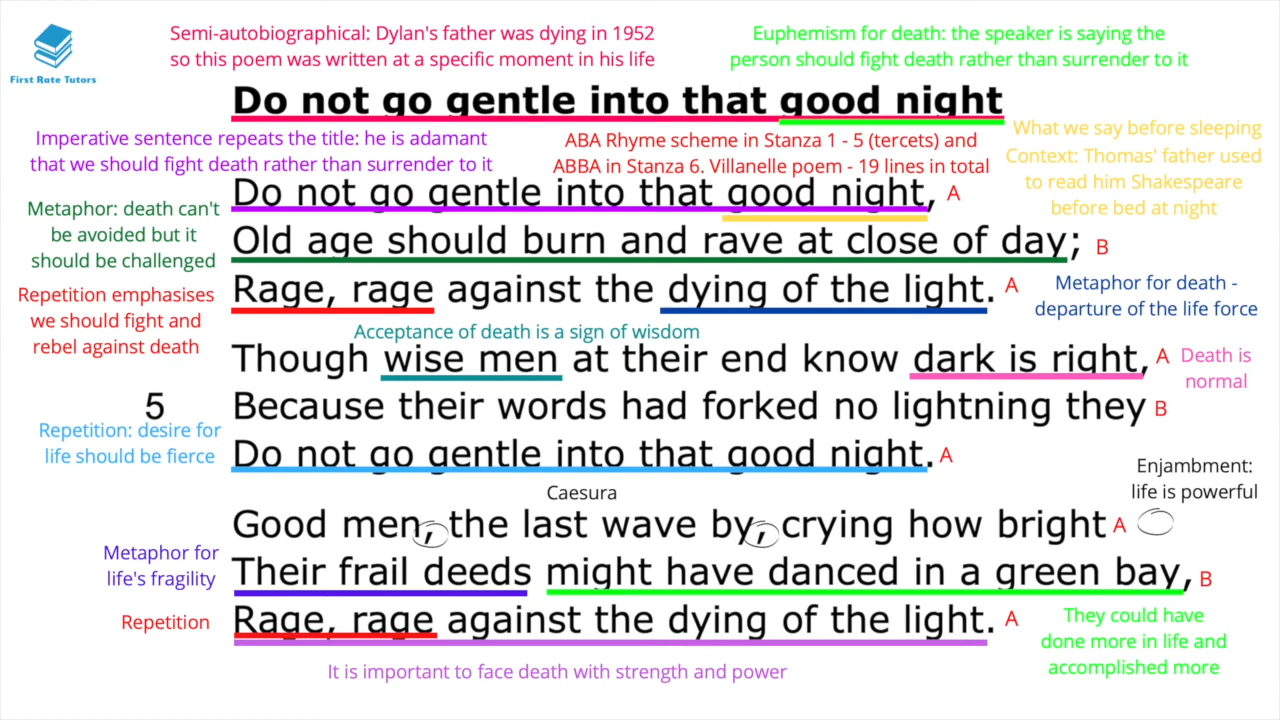 Semi-autobiographical: Dylan's father was dying in 1952
so this poem was written at a specific moment in his life
Euphemism for death: the speaker is saying the
person should fight death rather than surrender to it
First Rate Tutors
Do not go gentle into that good night
Imperative sentence repeats the title: he is adamant
that we should fight death rather than surrender to it
ABA Rhyme scheme in Stanza 1 - 5 (tercets) and
ABBA in Stanza 6. Villanelle poem - 19 lines in total
What we say before sleeping
Context: Thomas' father used
to read him Shakespeare
before bed at night
Do not go gentle into that good night, A
Metaphor: death can't
be avoided but it
should be challenged
Old age should burn and rave at close of day; B
Repetition emphasises
we should fight and
rebel against death
Rage, rage against the dying of the light. A
Metaphor for death -
departure of the life force
Acceptance of death is a sign of wisdom
Though wise men at their end know dark is right, A
Death is
normal
5 Because their words had forked no lightning they B
Repetition: desire for
life should be fierce
Do not go gentle into that good night. A
Enjambment:
life is powerful
Caesura
Good men, the last wave by, crying how bright A
Metaphor for
life's fragility
Their frail deeds might have danced in a green bay, B
Repetition
Rage, rage against the dying of the light. A
They could have
done more in life and
accomplished more
It is important to face death with strength and power